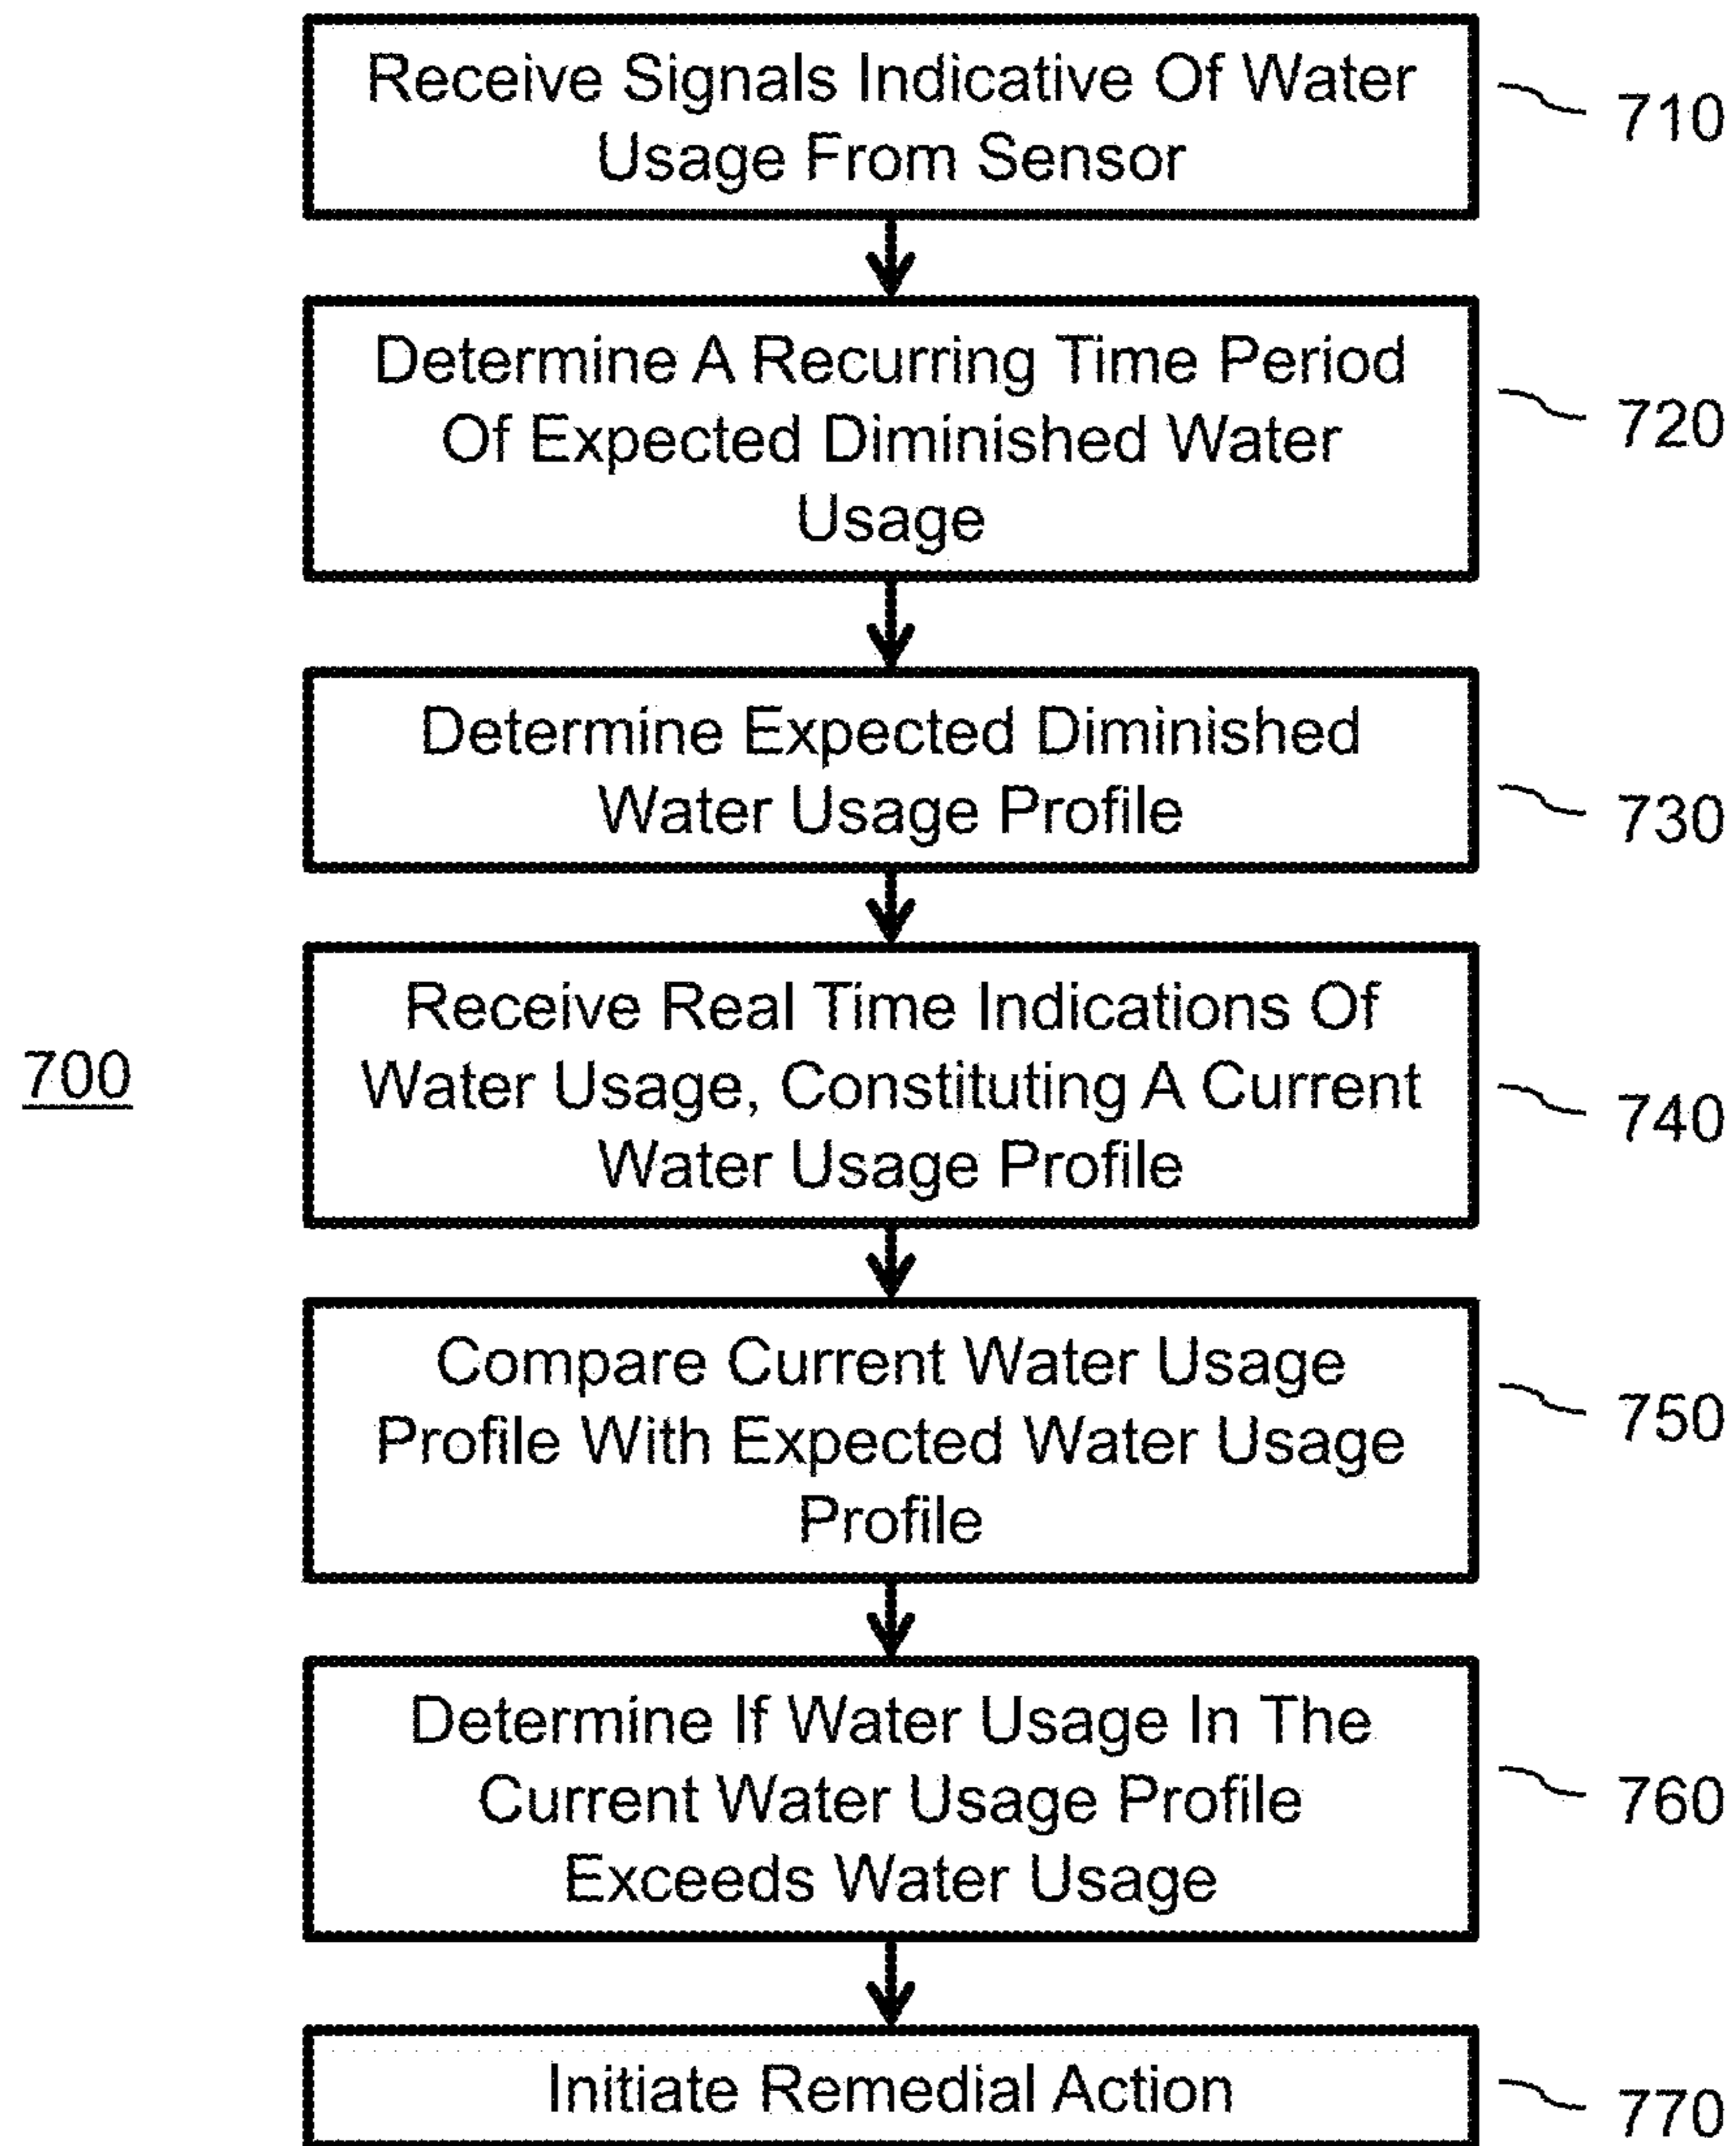 Receive Signals Indicative Of Water
Usage From Sensor
710
Determine A Recurring Time Period
Of Expected Diminished Water
Usage
720
Determine Expected Diminished
Water Usage Profile
730
700
Receive Real Time Indications Of
Water Usage, Constituting A Current
Water Usage Profile
740
Compare Current Water Usage
Profile With Expected Water Usage
Profile
750
Determine If Water Usage In The
Current Water Usage Profile
Exceeds Water Usage
760
Initiate Remedial Action
770